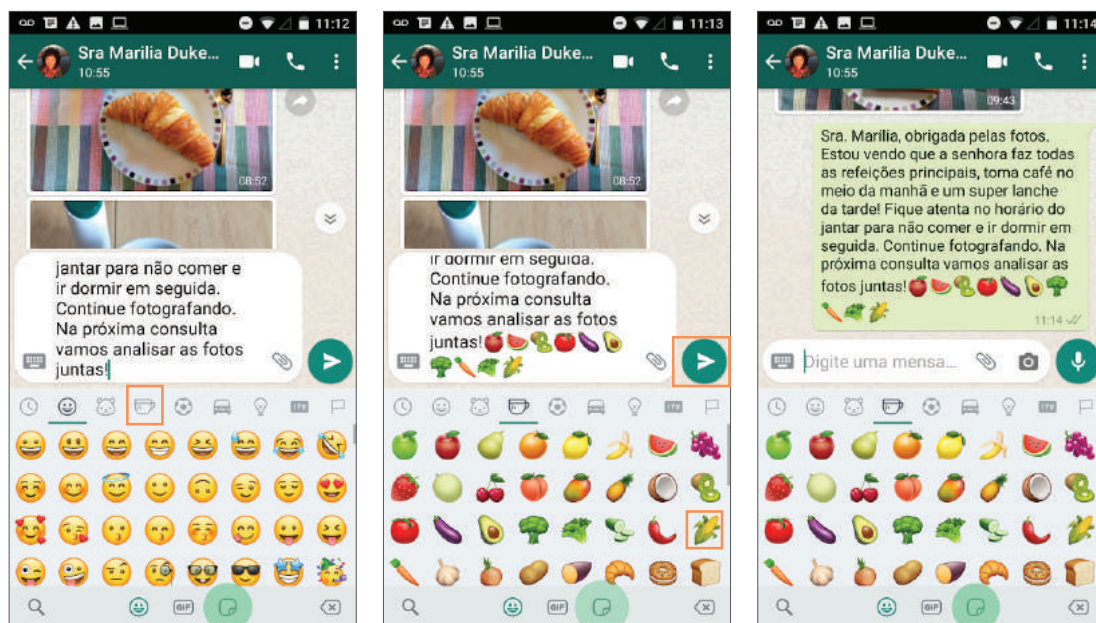 11:12
Sra Marilia Duke...
10:55
08:52
jantar para não comer e
ir dormir em seguida.
Continue fotografando.
Na próxima consulta
vamos analisar as fotos
juntas!
GIF
11:13
Sra Marilia Duke...
10:55
08:52
ir dormir em seguida.
Continue fotografando.
Na próxima consulta
vamos analisar as fotos
juntas!🍎🍉🥝🍅🍆🥑
🥦🥕🥬🌽
GIF
11:14
Sra Marilia Duke...
10:55
09:43
Sra. Marília, obrigada pelas fotos.
Estou vendo que a senhora faz todas
as refeições principais, toma café no
meio da manhã e um super lanche
da tarde! Fique atenta no horário do
jantar para não comer e ir dormir em
seguida. Continue fotografando. Na
próxima consulta vamos analisar as
fotos juntas!🍎🍉🥝🍅🍆🥑🥦
🥕🥬🌽
11:14
Digite uma mensa...
GIF